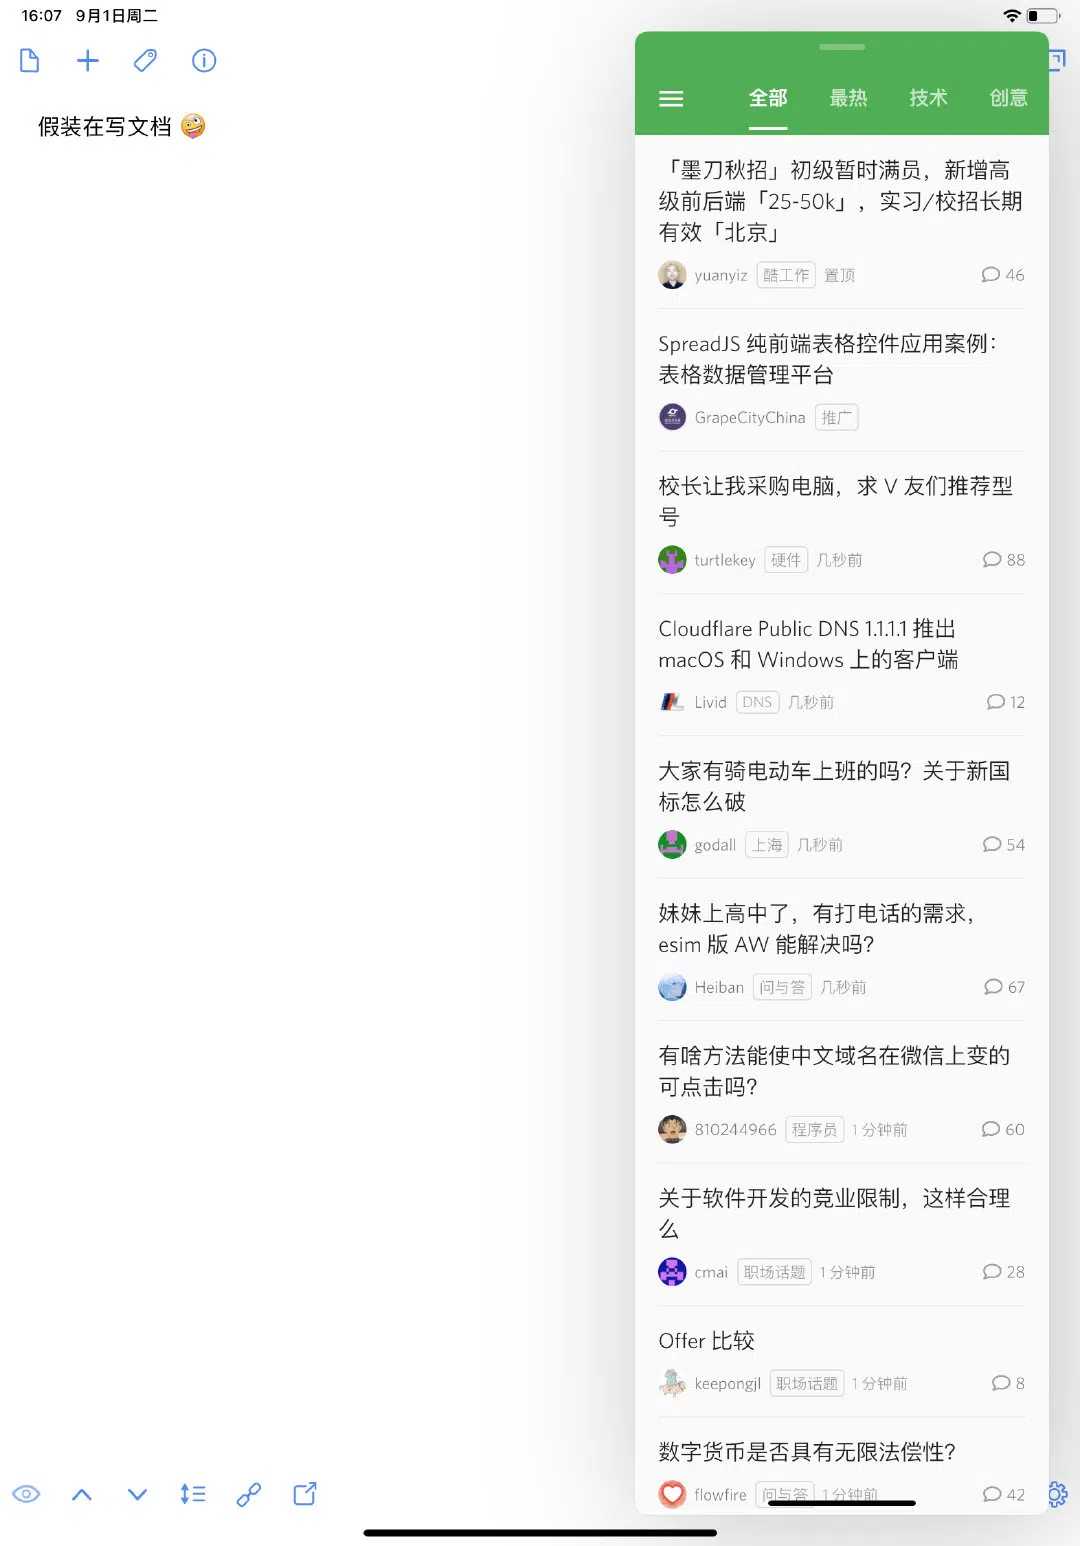 16:07 9月1日周二
假装在写文档 🤪
全部 最热 技术 创意
「墨刀秋招」初级暂时满员，新增高
级前后端「25-50k」，实习/校招长期
有效「北京」
yuanyiz 酷工作 置顶 46
SpreadJS 纯前端表格控件应用案例：
表格数据管理平台
GrapeCityChina 推广
校长让我采购电脑，求 V 友们推荐型
号
turtlekey 硬件 几秒前 88
Cloudflare Public DNS 1.1.1.1 推出
macOS 和 Windows 上的客户端
Livid DNS 几秒前 12
大家有骑电动车上班的吗？关于新国
标怎么破
godall 上海 几秒前 54
妹妹上高中了，有打电话的需求，
esim 版 AW 能解决吗？
Heiban 问与答 几秒前 67
有啥方法能使中文域名在微信上变的
可点击吗？
810244966 程序员 1 分钟前 60
关于软件开发的竞业限制，这样合理
么
cmai 职场话题 1 分钟前 28
Offer 比较
keepongjl 职场话题 1 分钟前 8
数字货币是否具有无限法偿性？
flowfire 问与答 1 分钟前 42